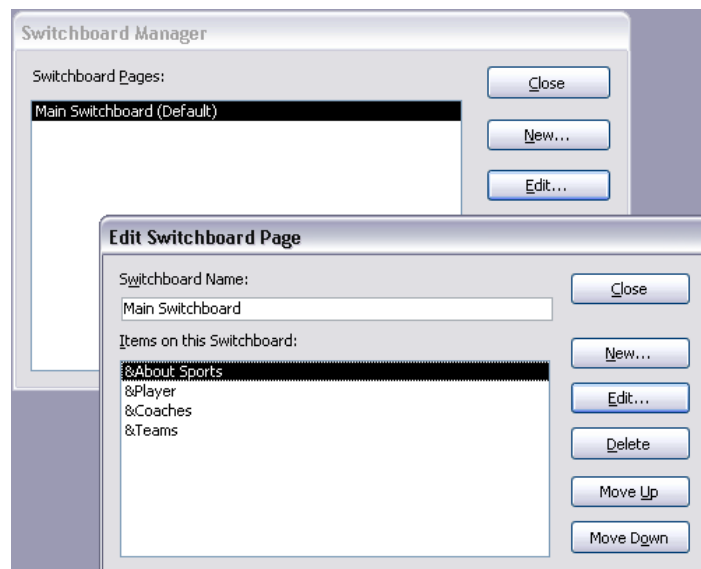 Switchboard Manager
Switchboard Pages:
Main Switchboard (Default)
Close
New...
Edit...
Edit Switchboard Page
Switchboard Name:
Main Switchboard
Items on this Switchboard:
&About Sports
&Player
&Coaches
&Teams
Close
New...
Edit...
Delete
Move Up
Move Down